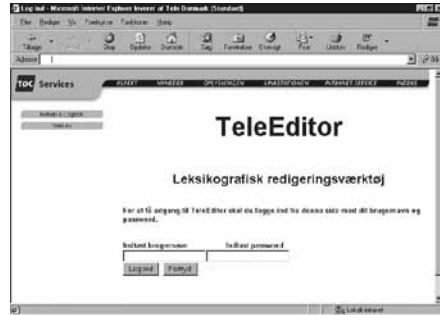 Log ind - Microsoft Internet Explorer leveret af Tele Danmark (Standard)
Filer Rediger Vis Foretrukne Funktioner Hjælp
Tilbage Stop Opdater Startside Søg Foretrukne Oversigt Post Udskriv Rediger
Adresse
TDC Services
NYHEDER INTERNET SERVICE INDEKS
TeleEditor
Leksikografisk redigeringsværktøj
For at få adgang til TeleEditor skal du logge ind fra denne side med dit brugernavn og
password.
Indtast brugernavn Indtast password
Log ind Fortryd
Lokalt intranet